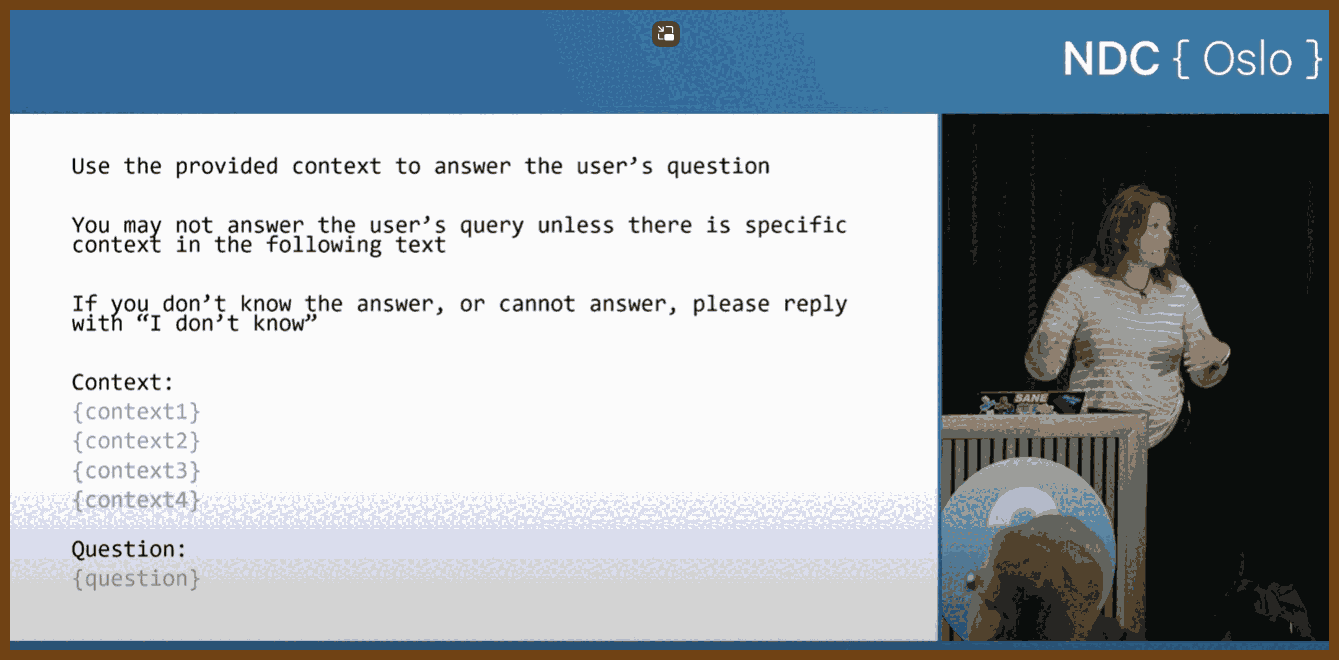 NDC { Oslo }
Use the provided context to answer the user’s question
You may not answer the user’s query unless there is specific
context in the following text
If you don’t know the answer, or cannot answer, please reply
with “I don’t know”
Context:
{context1}
{context2}
{context3}
{context4}
SANE
Question:
{question}